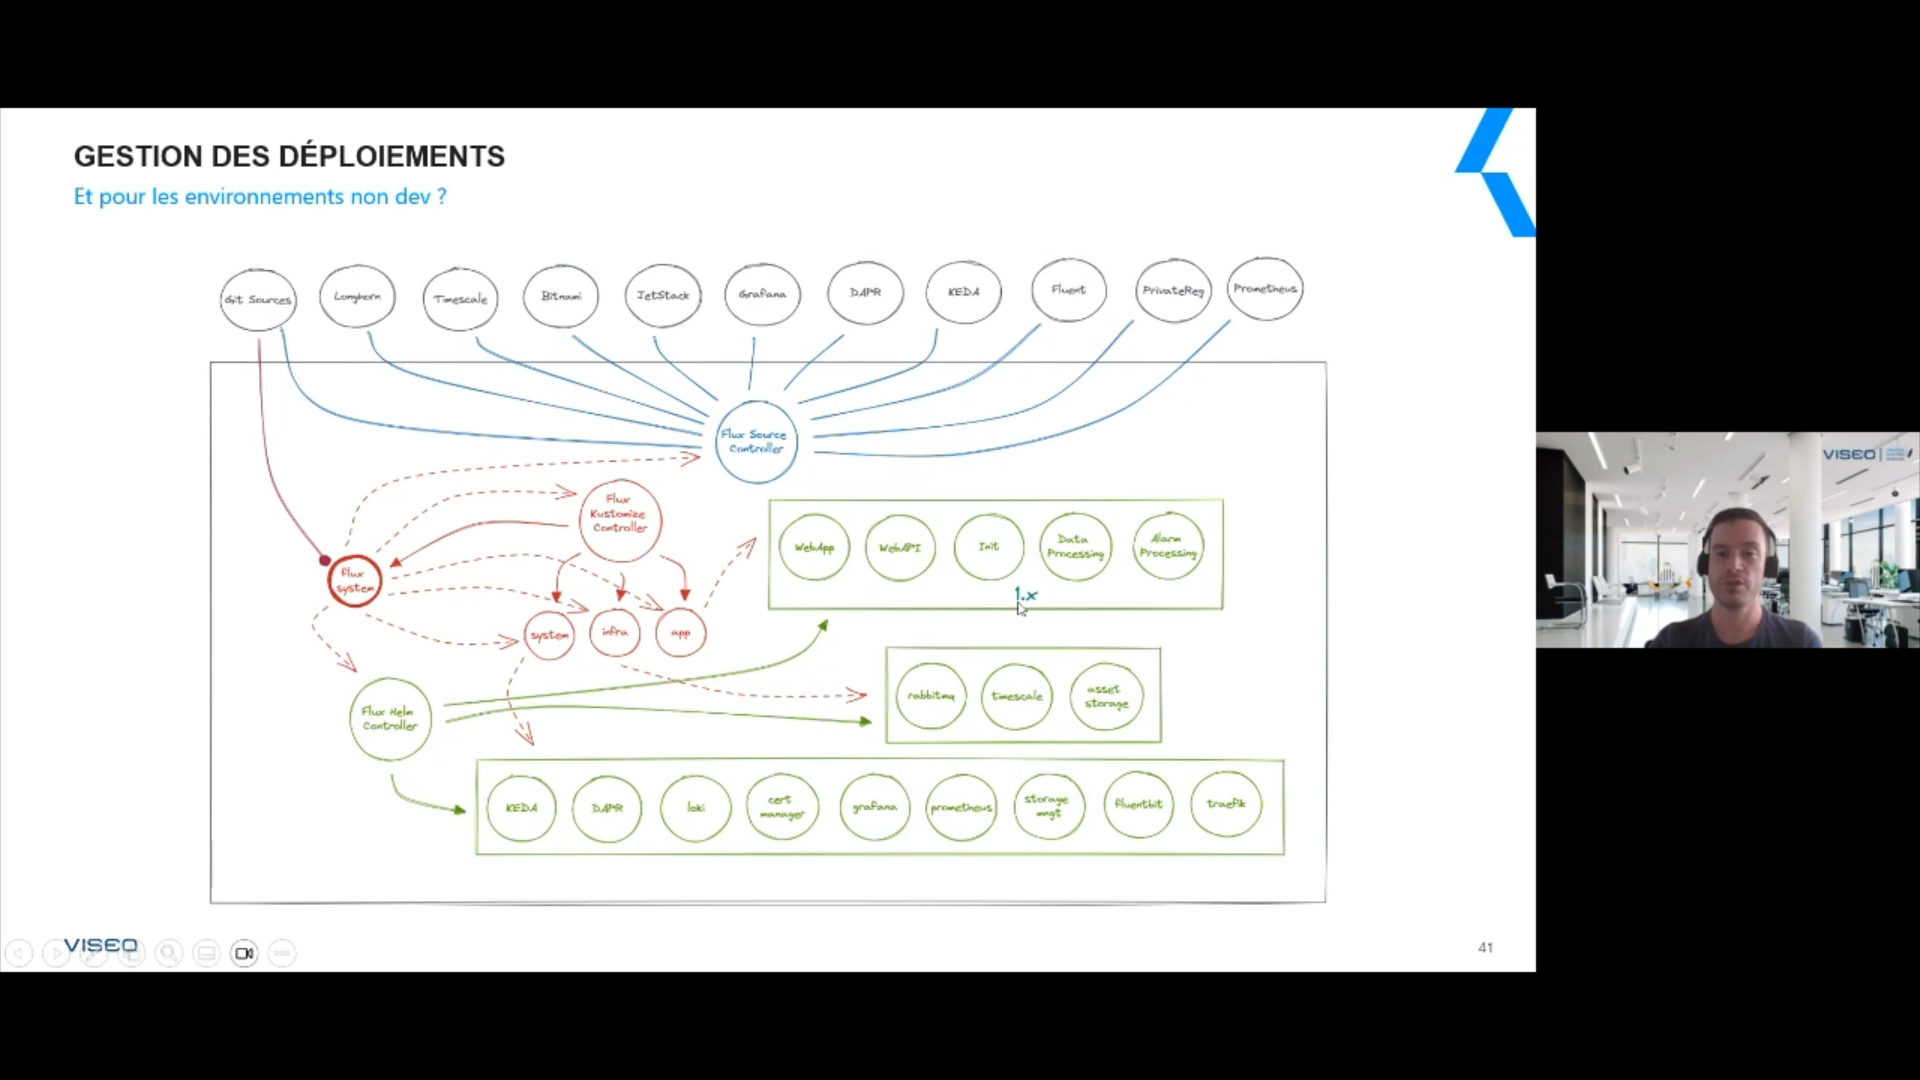 GESTION DES DÉPLOIEMENTS
Et pour les environnements non dev ?
Git Sources
Longhorn
Timescale
Bitnami
JetStack
Grafana
DAPR
KEDA
Fluent
PrivateReg
Prometheus
Flux Source
Controller
Flux
Kustomize
Controller
flux
system
system
infra
app
WebApp
WebAPI
Init
Data
Processing
Alarm
Processing
1.x
Flux Helm
Controller
rabbitmq
timescale
asset
storage
KEDA
DAPR
loki
cert
manager
grafana
prometheus
storage
mngt
fluentbit
traefik
VISEO
41
VISEO